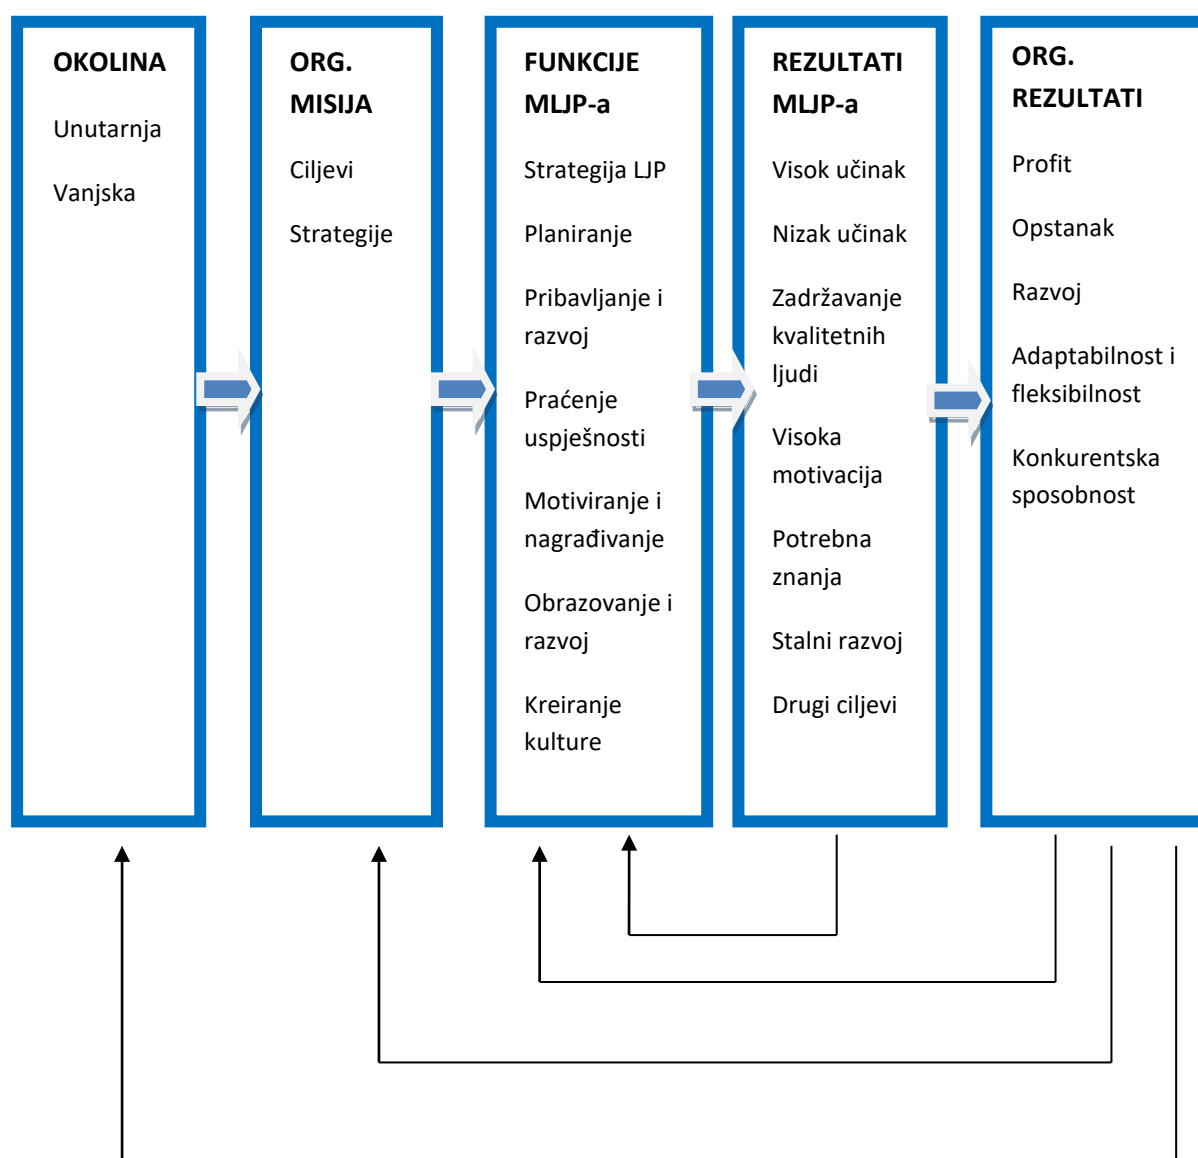 OKOLINA
Unutarnja
Vanjska
ORG.
MISIJA
Ciljevi
Strategije
FUNKCIJE
MLJP-a
Strategija LJP
Planiranje
Pribavljanje i
razvoj
Praćenje
uspješnosti
Motiviranje i
nagrađivanje
Obrazovanje i
razvoj
Kreiranje
kulture
REZULTATI
MLJP-a
Visok učinak
Nizak učinak
Zadržavanje
kvalitetnih
ljudi
Visoka
motivacija
Potrebna
znanja
Stalni razvoj
Drugi ciljevi
ORG.
REZULTATI
Profit
Opstanak
Razvoj
Adaptabilnost i
fleksibilnost
Konkurentska
sposobnost